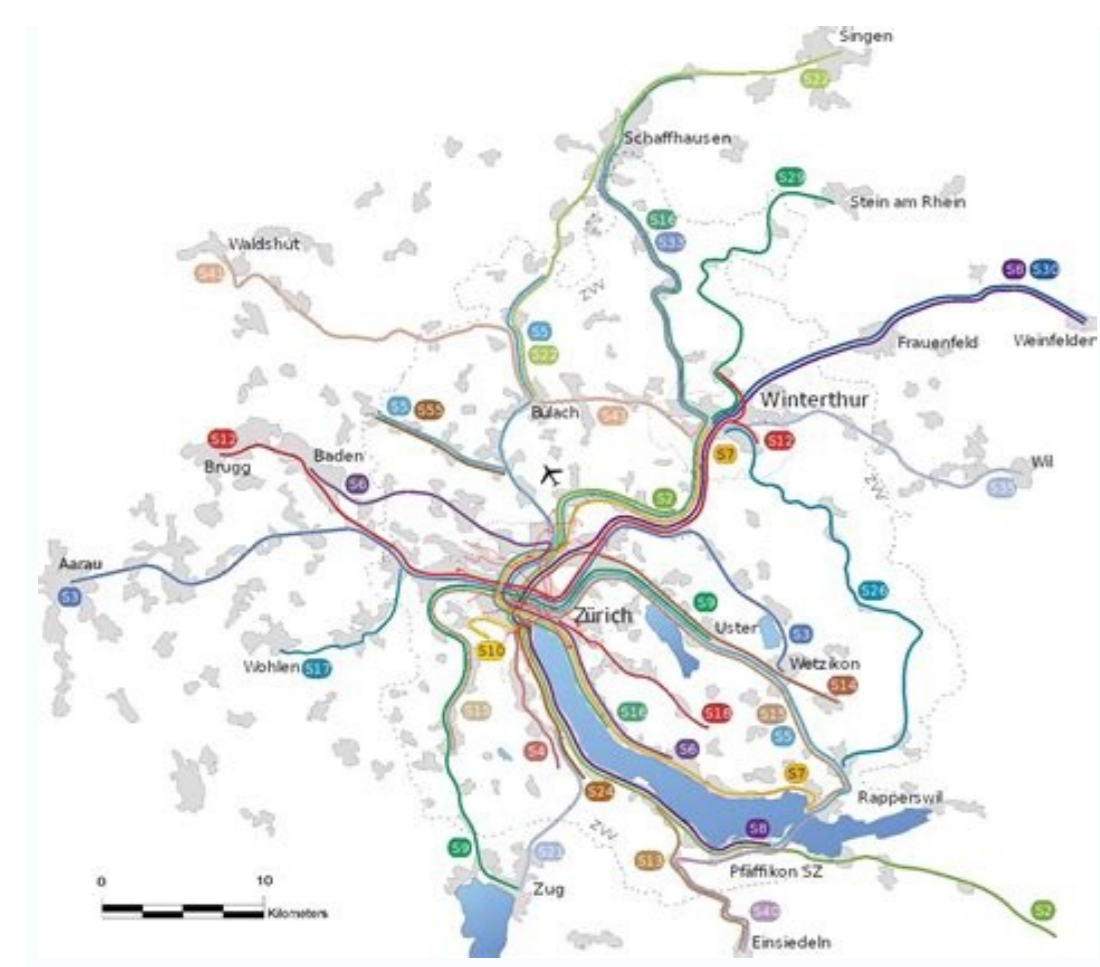 Singen
S22
Schaffhausen
S29
Stein am Rhein
S16
S33
Waldshut
S41
S8 S30
ZVV
S5
Frauenfeld
Weinfelden
S22
S5 S55
Bülach
S41
Winterthur
S12
S12
Brugg
Baden
S7
Wil
S6
S2
S35
ZVV
Aarau
S3
S26
S9
Zürich
Uster
S3
S10
Wetzikon
Wohlen S17
S14
S15
S16
S18
S15
S5
S4
S6
S7
S24
Rapperswil
S8
ZVV
S9
S21
S13
Pfäffikon SZ
0 10
Kilometers
Zug
S40
S2
Einsiedeln